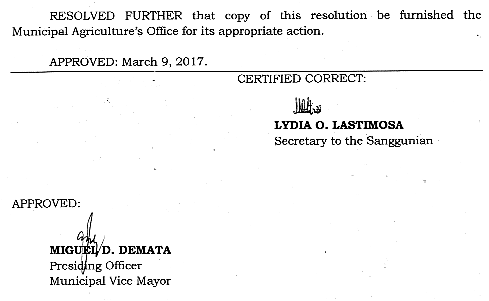 RESOLVED FURTHER that copy of this resolution be furnished the
Municipal Agriculture's Office for its appropriate action.
APPROVED: March 9, 2017.
CERTIFIED CORRECT:
LYDIA O. LASTIMOSA
Secretary to the Sanggunian
APPROVED:
MIGUEL D. DEMATA
Presiding Officer
Municipal Vice Mayor